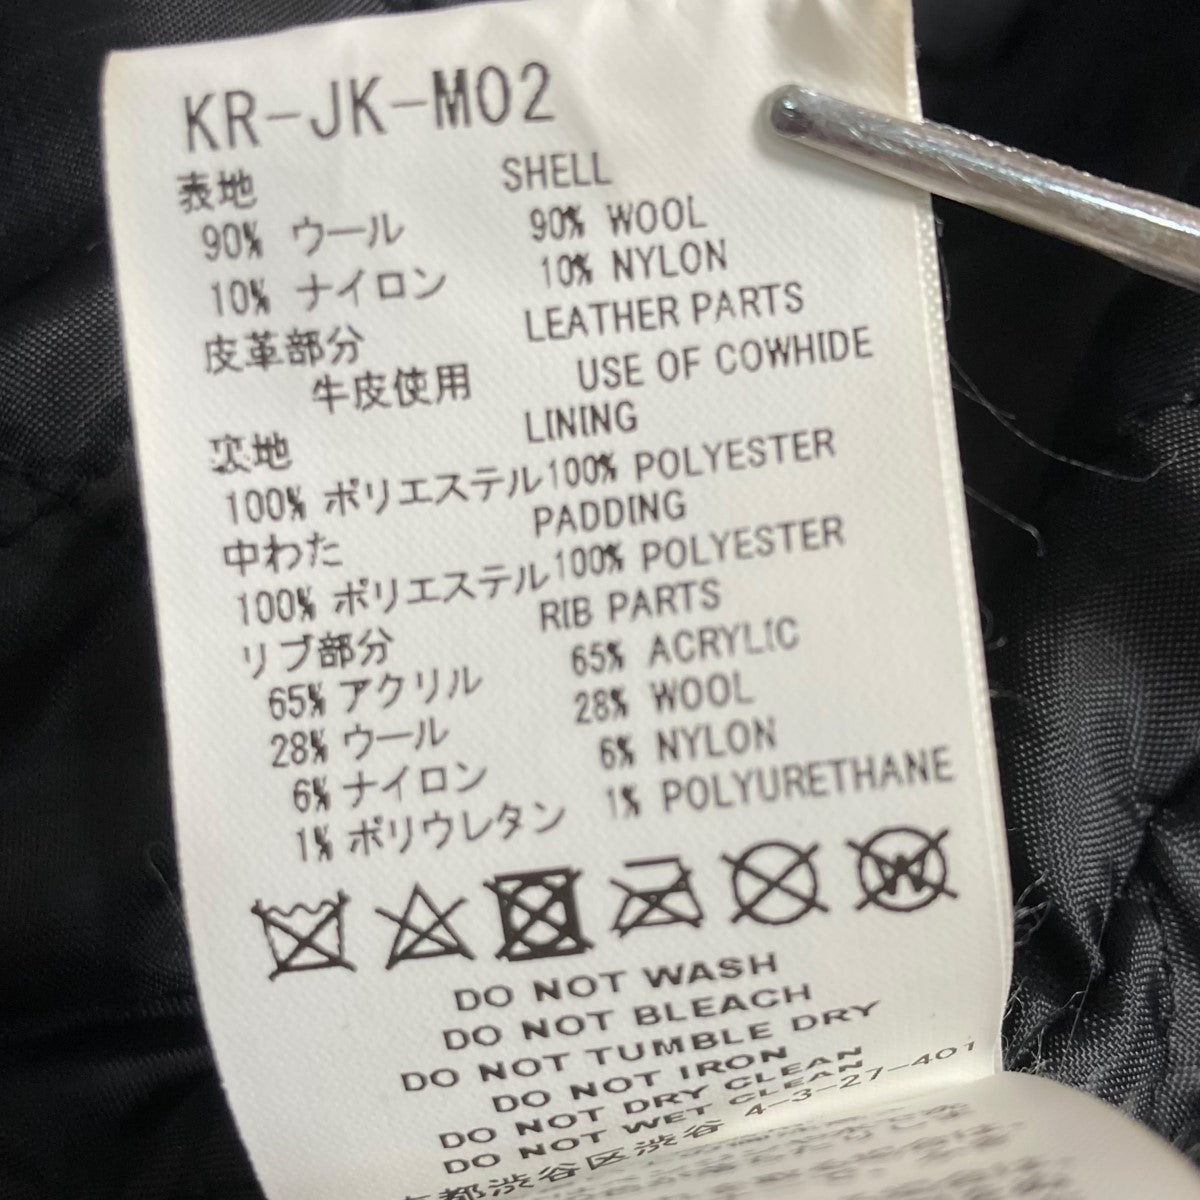 KR-JK-M02
表地 SHELL
90% ウール 90% WOOL
10% ナイロン 10% NYLON
皮革部分 LEATHER PARTS
牛皮使用 USE OF COWHIDE
裏地 LINING
100% ポリエステル 100% POLYESTER
中わた PADDING
100% ポリエステル 100% POLYESTER
リブ部分 RIB PARTS
65% アクリル 65% ACRYLIC
28% ウール 28% WOOL
6% ナイロン 6% NYLON
1% ポリウレタン 1% POLYURETHANE
DO NOT WASH
DO NOT BLEACH
DO NOT TUMBLE DRY
DO NOT IRON
DO NOT DRY CLEAN
DO NOT WET CLEAN
都渋谷区渋谷 4-3-27-401